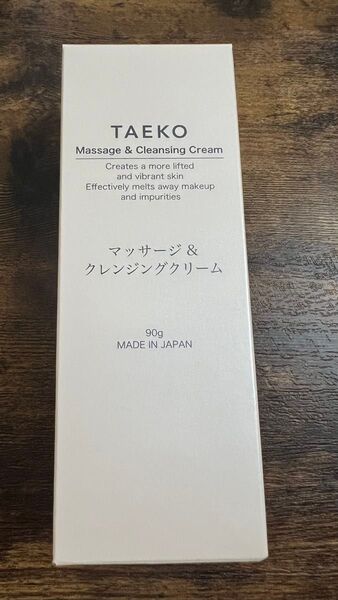 TAEKO
Massage & Cleansing Cream
Creates a more lifted
and vibrant skin
Effectively melts away makeup
and impurities
マッサージ &
クレンジングクリーム
90g
MADE IN JAPAN